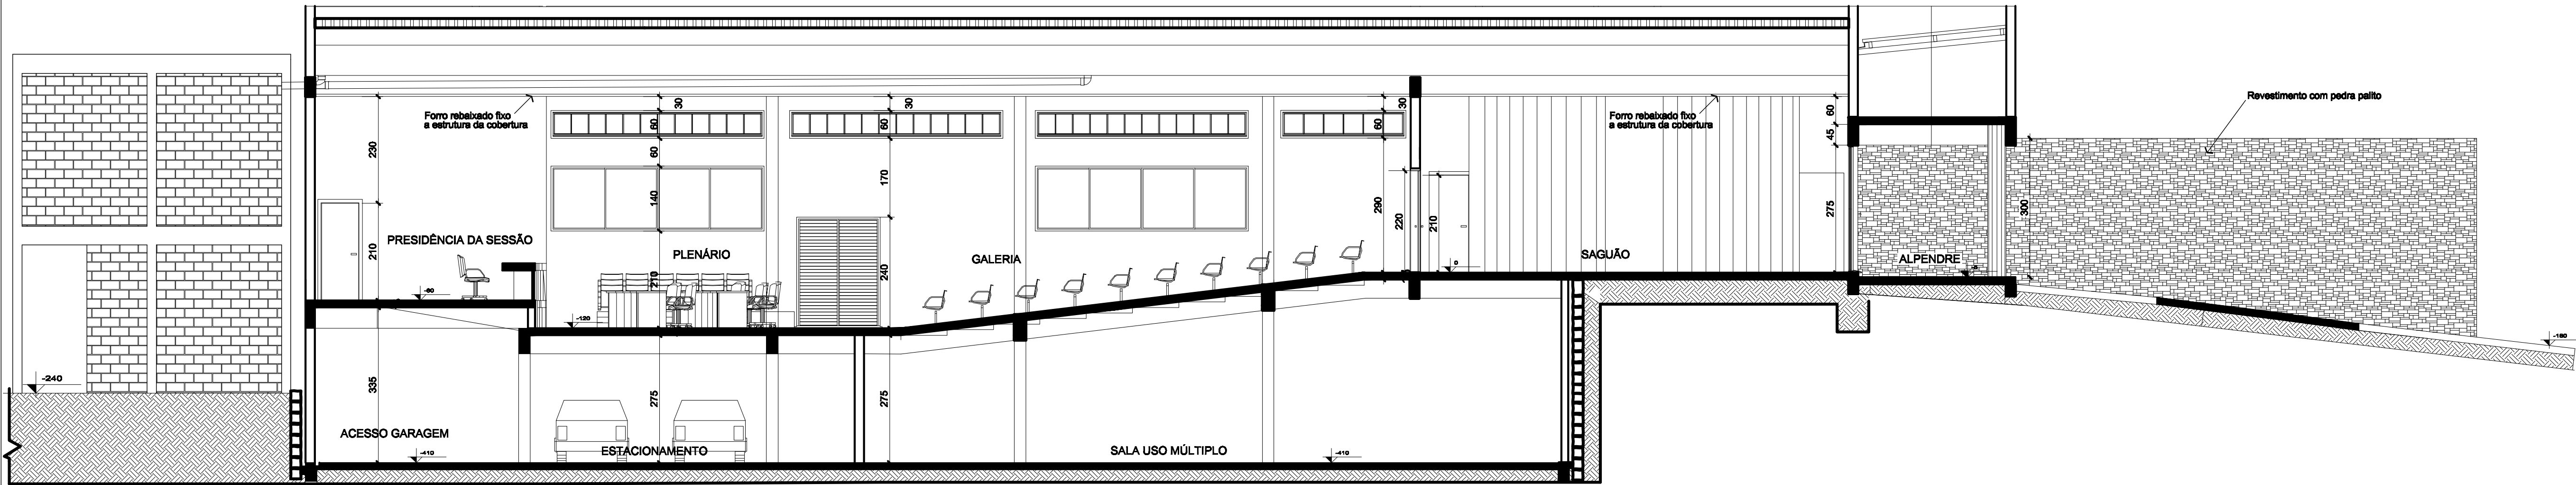 Forro rebaixado fixo
a estrutura da cobertura
Forro rebaixado fixo
a estrutura da cobertura
Revestimento com pedra palito
30
30
30
60
60
60
60
45
230
60
140
170
290
220
210
275
300
PRESIDÊNCIA DA SESSÃO
PLENÁRIO
GALERIA
SAGUÃO
ALPENDRE
210
210
240
-60
-120
0
-5
-160
-240
335
275
275
ACESSO GARAGEM
ESTACIONAMENTO
SALA USO MÚLTIPLO
-410
-410